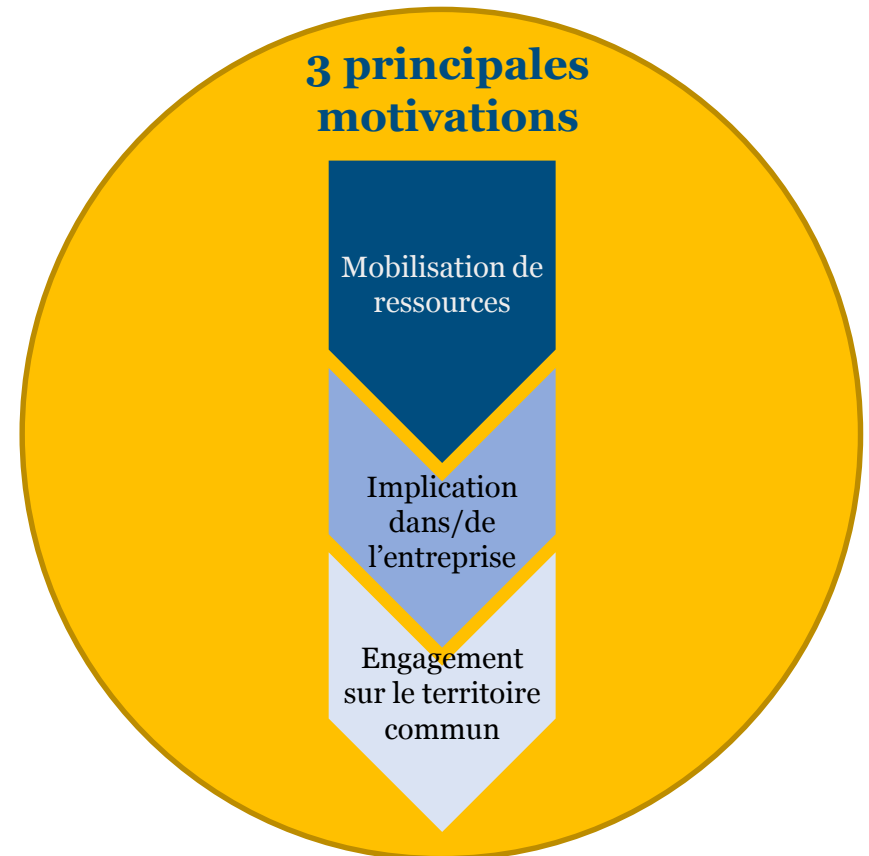 3 principales
motivations
Mobilisation de
ressources
Implication
dans/de
l’entreprise
Engagement
sur le territoire
commun